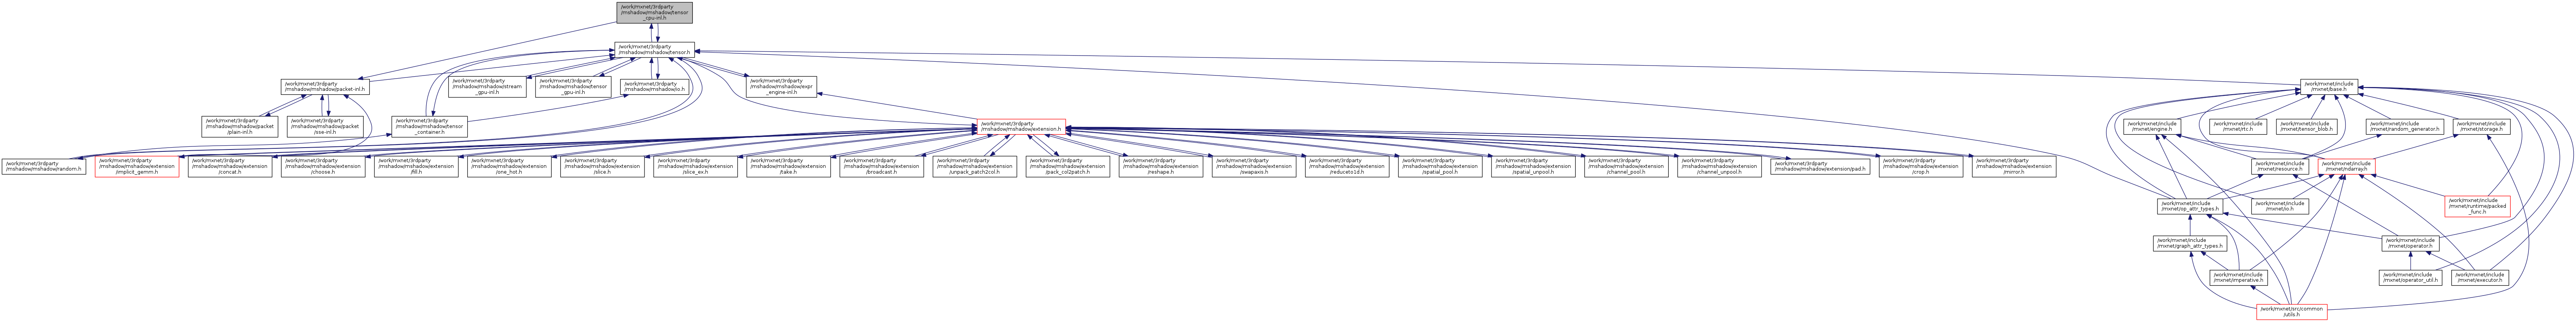 /work/mxnet/3rdparty
/mshadow/mshadow/tensor
_cpu-inl.h
/work/mxnet/3rdparty
/mshadow/mshadow/tensor.h
/work/mxnet/3rdparty
/mshadow/mshadow/packet-inl.h
/work/mxnet/3rdparty
/mshadow/mshadow/stream
_gpu-inl.h
/work/mxnet/3rdparty
/mshadow/mshadow/tensor
_gpu-inl.h
/work/mxnet/3rdparty
/mshadow/mshadow/io.h
/work/mxnet/3rdparty
/mshadow/mshadow/expr
_engine-inl.h
/work/mxnet/include
/mxnet/base.h
/work/mxnet/3rdparty
/mshadow/mshadow/packet
/plain-inl.h
/work/mxnet/3rdparty
/mshadow/mshadow/packet
/sse-inl.h
/work/mxnet/3rdparty
/mshadow/mshadow/tensor
_container.h
/work/mxnet/3rdparty
/mshadow/mshadow/extension.h
/work/mxnet/include
/mxnet/engine.h
/work/mxnet/include
/mxnet/rtc.h
/work/mxnet/include
/mxnet/tensor_blob.h
/work/mxnet/include
/mxnet/random_generator.h
/work/mxnet/include
/mxnet/storage.h
/work/mxnet/3rdparty
/mshadow/mshadow/random.h
/work/mxnet/3rdparty
/mshadow/mshadow/extension
/implicit_gemm.h
/work/mxnet/3rdparty
/mshadow/mshadow/extension
/concat.h
/work/mxnet/3rdparty
/mshadow/mshadow/extension
/choose.h
/work/mxnet/3rdparty
/mshadow/mshadow/extension
/fill.h
/work/mxnet/3rdparty
/mshadow/mshadow/extension
/one_hot.h
/work/mxnet/3rdparty
/mshadow/mshadow/extension
/slice.h
/work/mxnet/3rdparty
/mshadow/mshadow/extension
/slice_ex.h
/work/mxnet/3rdparty
/mshadow/mshadow/extension
/take.h
/work/mxnet/3rdparty
/mshadow/mshadow/extension
/broadcast.h
/work/mxnet/3rdparty
/mshadow/mshadow/extension
/unpack_patch2col.h
/work/mxnet/3rdparty
/mshadow/mshadow/extension
/pack_col2patch.h
/work/mxnet/3rdparty
/mshadow/mshadow/extension
/reshape.h
/work/mxnet/3rdparty
/mshadow/mshadow/extension
/swapaxis.h
/work/mxnet/3rdparty
/mshadow/mshadow/extension
/reduceto1d.h
/work/mxnet/3rdparty
/mshadow/mshadow/extension
/spatial_pool.h
/work/mxnet/3rdparty
/mshadow/mshadow/extension
/spatial_unpool.h
/work/mxnet/3rdparty
/mshadow/mshadow/extension
/channel_pool.h
/work/mxnet/3rdparty
/mshadow/mshadow/extension
/channel_unpool.h
/work/mxnet/3rdparty
/mshadow/mshadow/extension/pad.h
/work/mxnet/3rdparty
/mshadow/mshadow/extension
/crop.h
/work/mxnet/3rdparty
/mshadow/mshadow/extension
/mirror.h
/work/mxnet/include
/mxnet/resource.h
/work/mxnet/include
/mxnet/ndarray.h
/work/mxnet/include
/mxnet/op_attr_types.h
/work/mxnet/include
/mxnet/io.h
/work/mxnet/include
/mxnet/runtime/packed
_func.h
/work/mxnet/include
/mxnet/graph_attr_types.h
/work/mxnet/include
/mxnet/operator.h
/work/mxnet/include
/mxnet/imperative.h
/work/mxnet/include
/mxnet/operator_util.h
/work/mxnet/include
/mxnet/executor.h
/work/mxnet/src/common
/utils.h